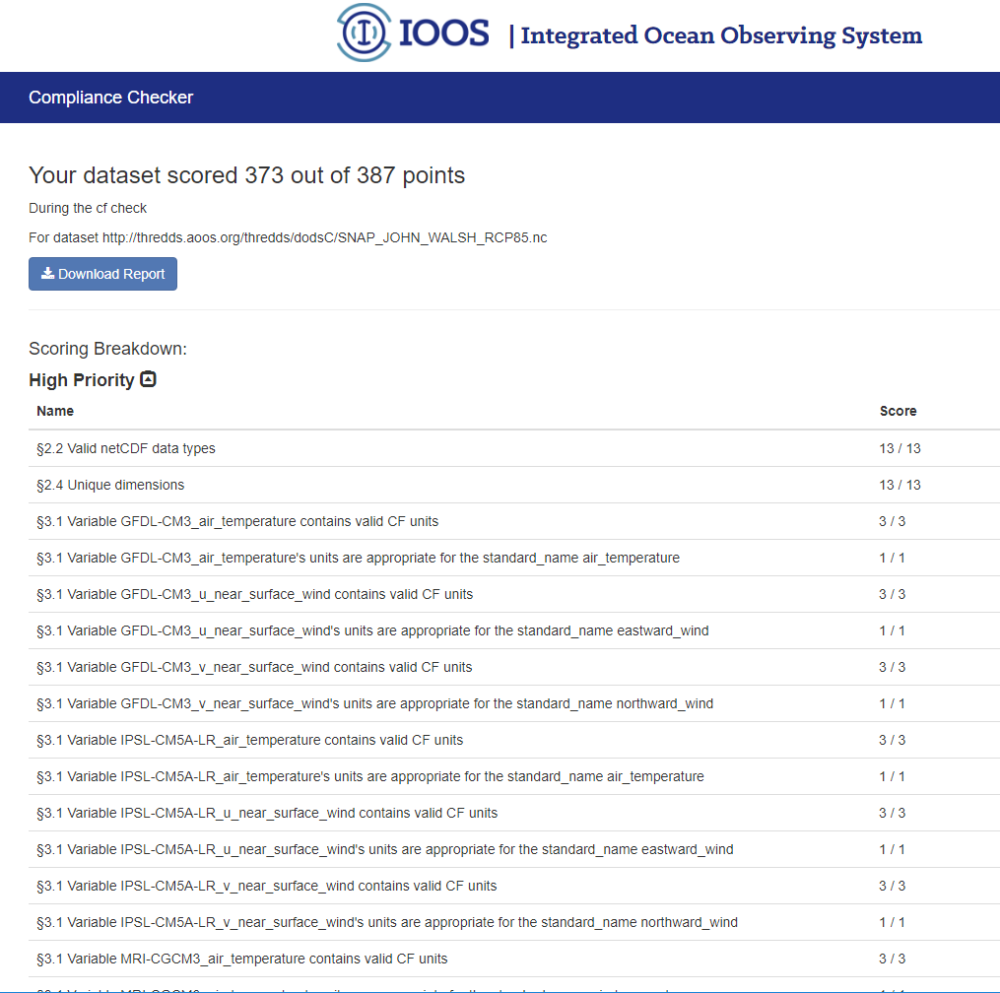 IOOS | Integrated Ocean Observing System
Compliance Checker
Your dataset scored 373 out of 387 points
During the cf check
For dataset http://thredds.aoos.org/thredds/dodsC/SNAP_JOHN_WALSH_RCP85.nc
Download Report
Scoring Breakdown:
High Priority
Name Score
§2.2 Valid netCDF data types 13 / 13
§2.4 Unique dimensions 13 / 13
§3.1 Variable GFDL-CM3_air_temperature contains valid CF units 3 / 3
§3.1 Variable GFDL-CM3_air_temperature's units are appropriate for the standard_name air_temperature 1 / 1
§3.1 Variable GFDL-CM3_u_near_surface_wind contains valid CF units 3 / 3
§3.1 Variable GFDL-CM3_u_near_surface_wind's units are appropriate for the standard_name eastward_wind 1 / 1
§3.1 Variable GFDL-CM3_v_near_surface_wind contains valid CF units 3 / 3
§3.1 Variable GFDL-CM3_v_near_surface_wind's units are appropriate for the standard_name northward_wind 1 / 1
§3.1 Variable IPSL-CM5A-LR_air_temperature contains valid CF units 3 / 3
§3.1 Variable IPSL-CM5A-LR_air_temperature's units are appropriate for the standard_name air_temperature 1 / 1
§3.1 Variable IPSL-CM5A-LR_u_near_surface_wind contains valid CF units 3 / 3
§3.1 Variable IPSL-CM5A-LR_u_near_surface_wind's units are appropriate for the standard_name eastward_wind 1 / 1
§3.1 Variable IPSL-CM5A-LR_v_near_surface_wind contains valid CF units 3 / 3
§3.1 Variable IPSL-CM5A-LR_v_near_surface_wind's units are appropriate for the standard_name northward_wind 1 / 1
§3.1 Variable MRI-CGCM3_air_temperature contains valid CF units 3 / 3